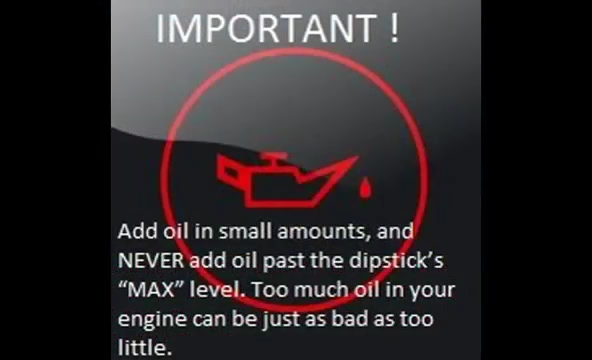 IMPORTANT !
Add oil in small amounts, and
NEVER add oil past the dipstick's
“MAX” level. Too much oil in your
engine can be just as bad as too
little.